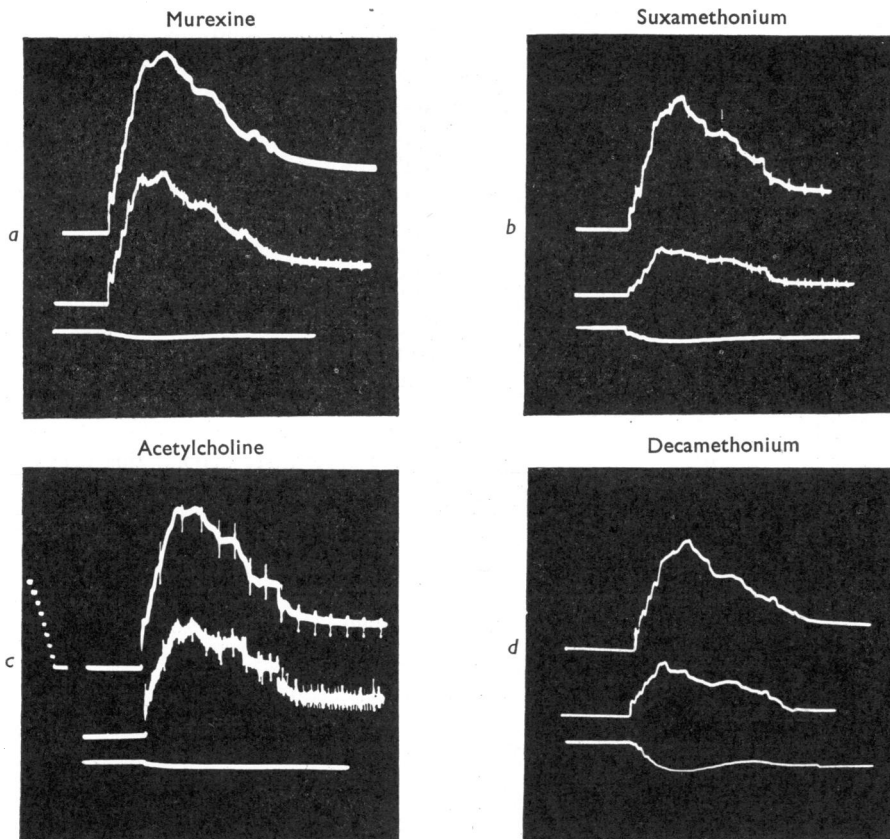 Murexine
Suxamethonium
a
b
Acetylcholine
Decamethonium
c
d